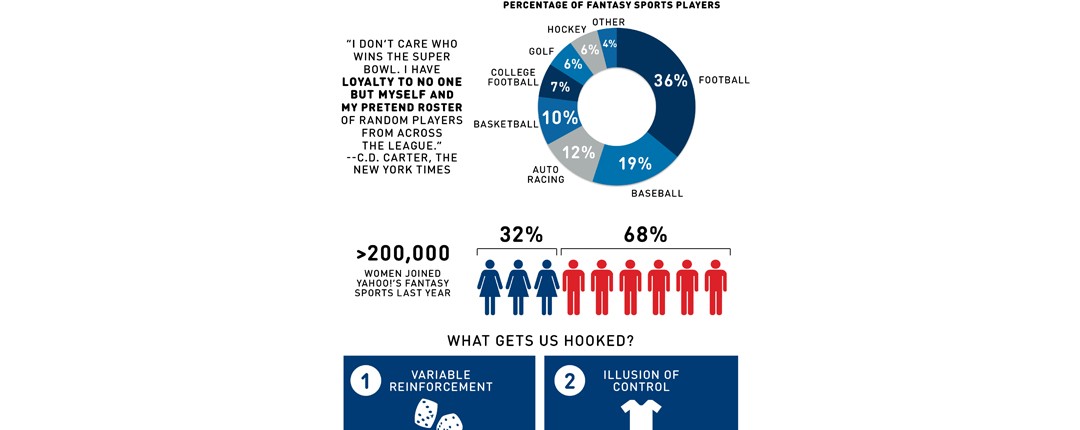 PERCENTAGE OF FANTASY SPORTS PLAYERS
"I DON'T CARE WHO
WINS THE SUPER
BOWL. I HAVE
LOYALTY TO NO ONE
BUT MYSELF AND
MY PRETEND ROSTER
OF RANDOM PLAYERS
FROM ACROSS
THE LEAGUE."
--C.D. CARTER, THE
NEW YORK TIMES
OTHER
4%
HOCKEY
6%
GOLF
6%
COLLEGE
FOOTBALL
7%
BASKETBALL
10%
AUTO
RACING
12%
BASEBALL
19%
FOOTBALL
36%
>200,000
WOMEN JOINED
YAHOO!'S FANTASY
SPORTS LAST YEAR
32%
68%
WHAT GETS US HOOKED?
1
VARIABLE
REINFORCEMENT
2
ILLUSION OF
CONTROL